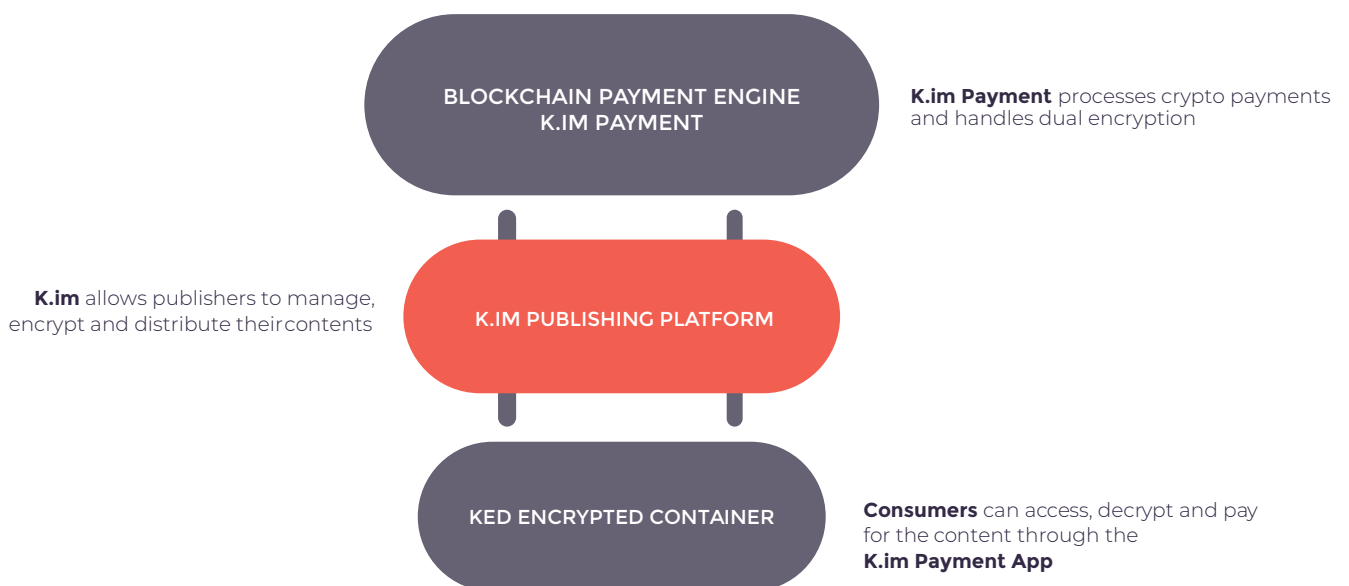 BLOCKCHAIN PAYMENT ENGINE
K.IM PAYMENT
K.im Payment processes crypto payments
and handles dual encryption
K.im allows publishers to manage,
encrypt and distribute theircontents
K.IM PUBLISHING PLATFORM
KED ENCRYPTED CONTAINER
Consumers can access, decrypt and pay
for the content through the
K.im Payment App